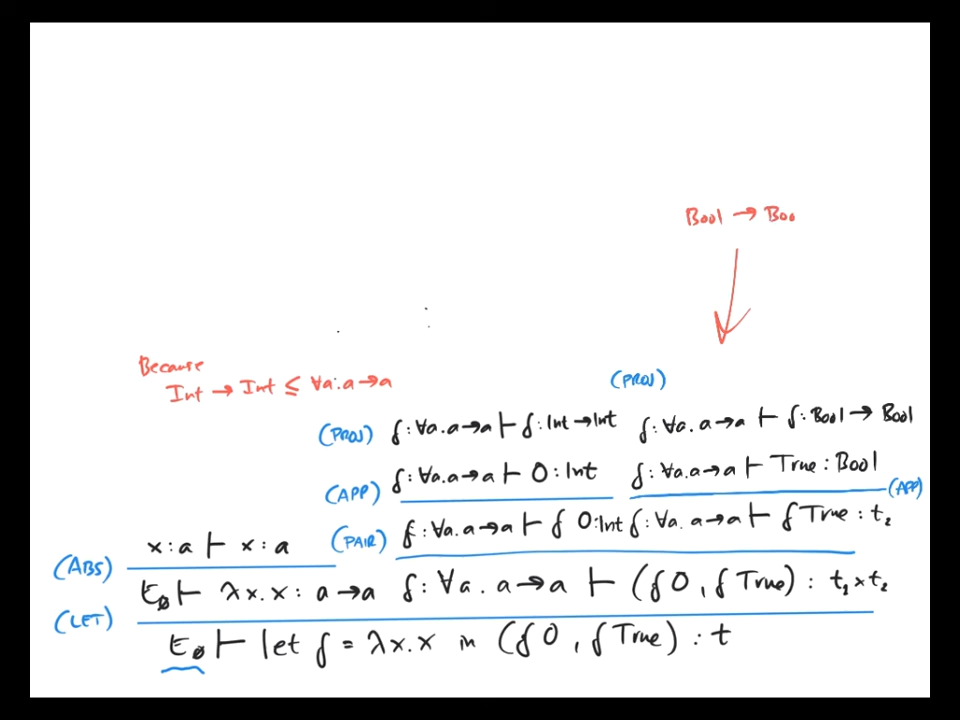 Bool → Boo
Because
Int → Int ≤ ∀a.a→a
(PROJ)
(PROJ) f:∀a.a→a ⊢ f:Int→Int f:∀a.a→a ⊢ f:Bool → Bool
f:∀a.a→a ⊢ 0:Int f:∀a.a→a ⊢ True:Bool
(APP) (APP)
(PAIR) f:∀a.a→a ⊢ f 0:Int f:∀a.a→a ⊢ f True:t₂
x:a ⊢ x:a
(ABS)
E∅ ⊢ λx.x:a→a f:∀a.a→a ⊢ (f 0, f True):t₁×t₂
(LET)
E∅ ⊢ let f = λx.x in (f 0, f True):t